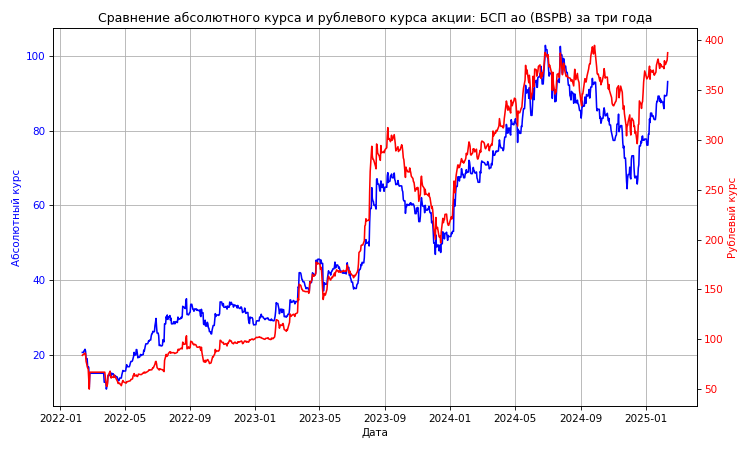 Сравнение абсолютного курса и рублевого курса акции: БСП ао (BSPB) за три года
Абсолютный курс
100
80
60
40
20
Рублевый курс
400
350
300
250
200
150
100
50
2022-01 2022-05 2022-09 2023-01 2023-05 2023-09 2024-01 2024-05 2024-09 2025-01
Дата